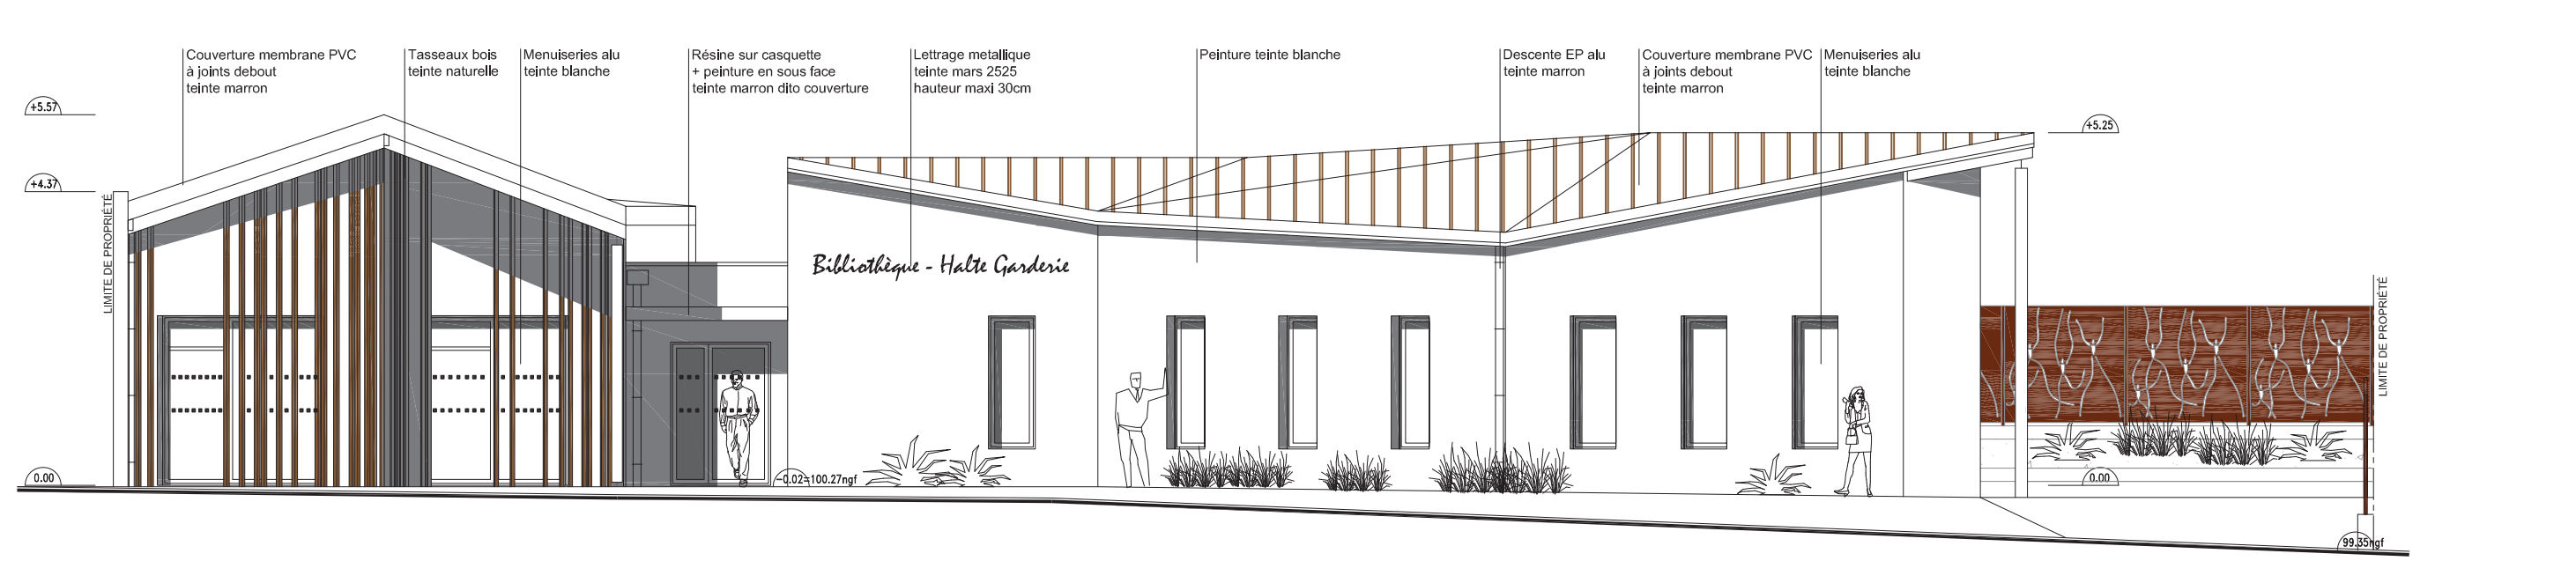 Couverture membrane PVC
à joints debout
teinte marron
Tasseaux bois
teinte naturelle
Menuiseries alu
teinte blanche
Résine sur casquette
+ peinture en sous face
teinte marron dito couverture
Lettrage metallique
teinte mars 2525
hauteur maxi 30cm
Peinture teinte blanche
Descente EP alu
teinte marron
Couverture membrane PVC
à joints debout
teinte marron
Menuiseries alu
teinte blanche
+5.57
+5.25
+4.37
LIMITE DE PROPRIÉTÉ
Bibliothèque - Halte Garderie
LIMITE DE PROPRIÉTÉ
0.00
-0.02=100.27ngf
0.00
99.35ngf